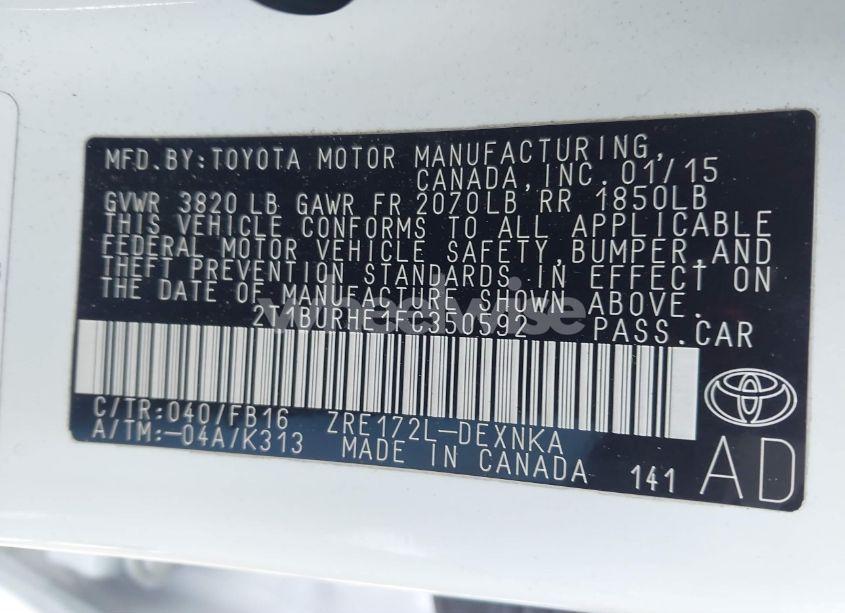 MFD.BY:TOYOTA MOTOR MANUFACTURING,
CANADA,INC.01/15
GVWR 3820LB GAWR FR 2070LB RR 1850LB
THIS VEHICLE CONFORMS TO ALL APPLICABLE
FEDERAL MOTOR VEHICLE SAFETY,BUMPER,AND
THEFT PREVENTION STANDARDS IN EFFECT ON
THE DATE OF MANUFACTURE SHOWN ABOVE.
2T1BURHE1FC350592 PASS.CAR
C/TR:040/FB16 ZRE172L-DEXNKA
A/TM:-04A/K313 MADE IN CANADA 141 AD